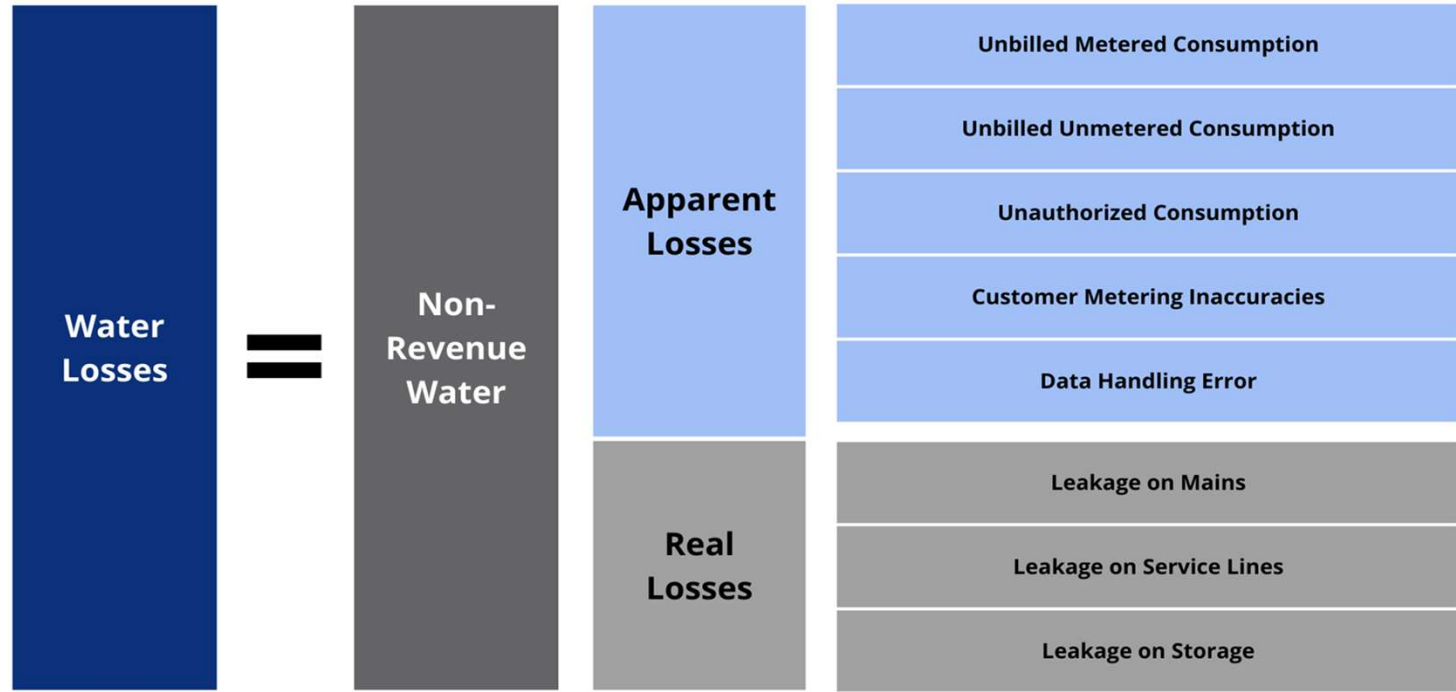 Water
Losses
Non-
Revenue
Water
Apparent
Losses
Unbilled Metered Consumption
Unbilled Unmetered Consumption
Unauthorized Consumption
Customer Metering Inaccuracies
Data Handling Error
Real
Losses
Leakage on Mains
Leakage on Service Lines
Leakage on Storage